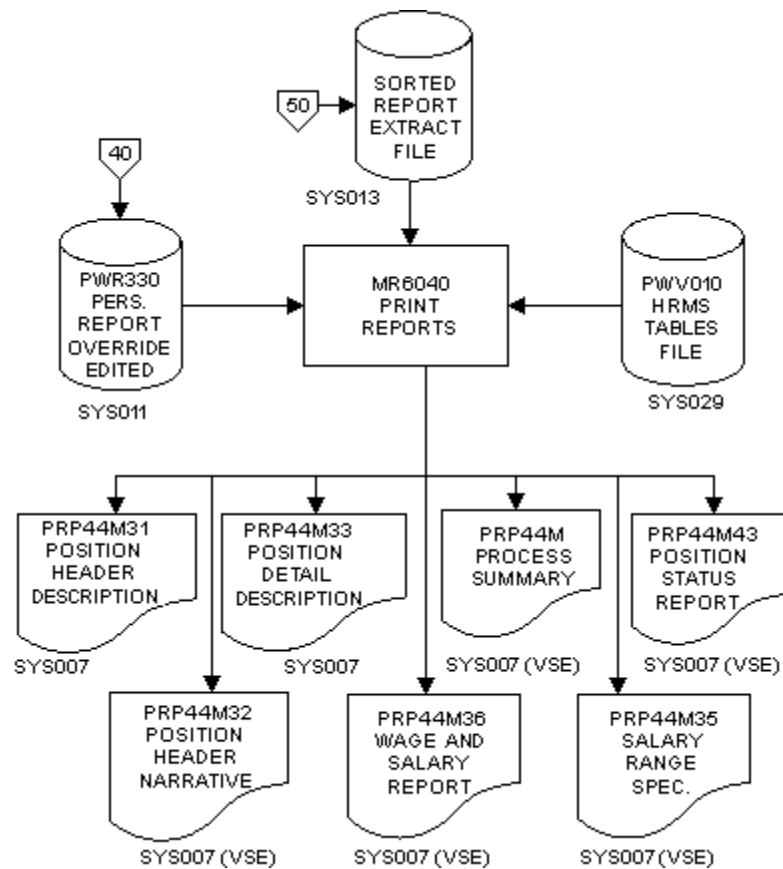 SORTED
REPORT
EXTRACT
FILE
50
SYS013
40
PWR330
PERS.
REPORT
OVERRIDE
EDITED
SYS011
MR6040
PRINT
REPORTS
PWV010
HRMS
TABLES
FILE
SYS029
PRP44M31
POSITION
HEADER
DESCRIPTION
SYS007
PRP44M33
POSITION
DETAIL
DESCRIPTION
SYS007
PRP44M
PROCESS
SUMMARY
SYS007 (VSE)
PRP44M43
POSITION
STATUS
REPORT
SYS007 (VSE)
PRP44M32
POSITION
HEADER
NARRATIVE
SYS007 (VSE)
PRP44M36
WAGE AND
SALARY
REPORT
SYS007 (VSE)
PRP44M35
SALARY
RANGE
SPEC.
SYS007 (VSE)